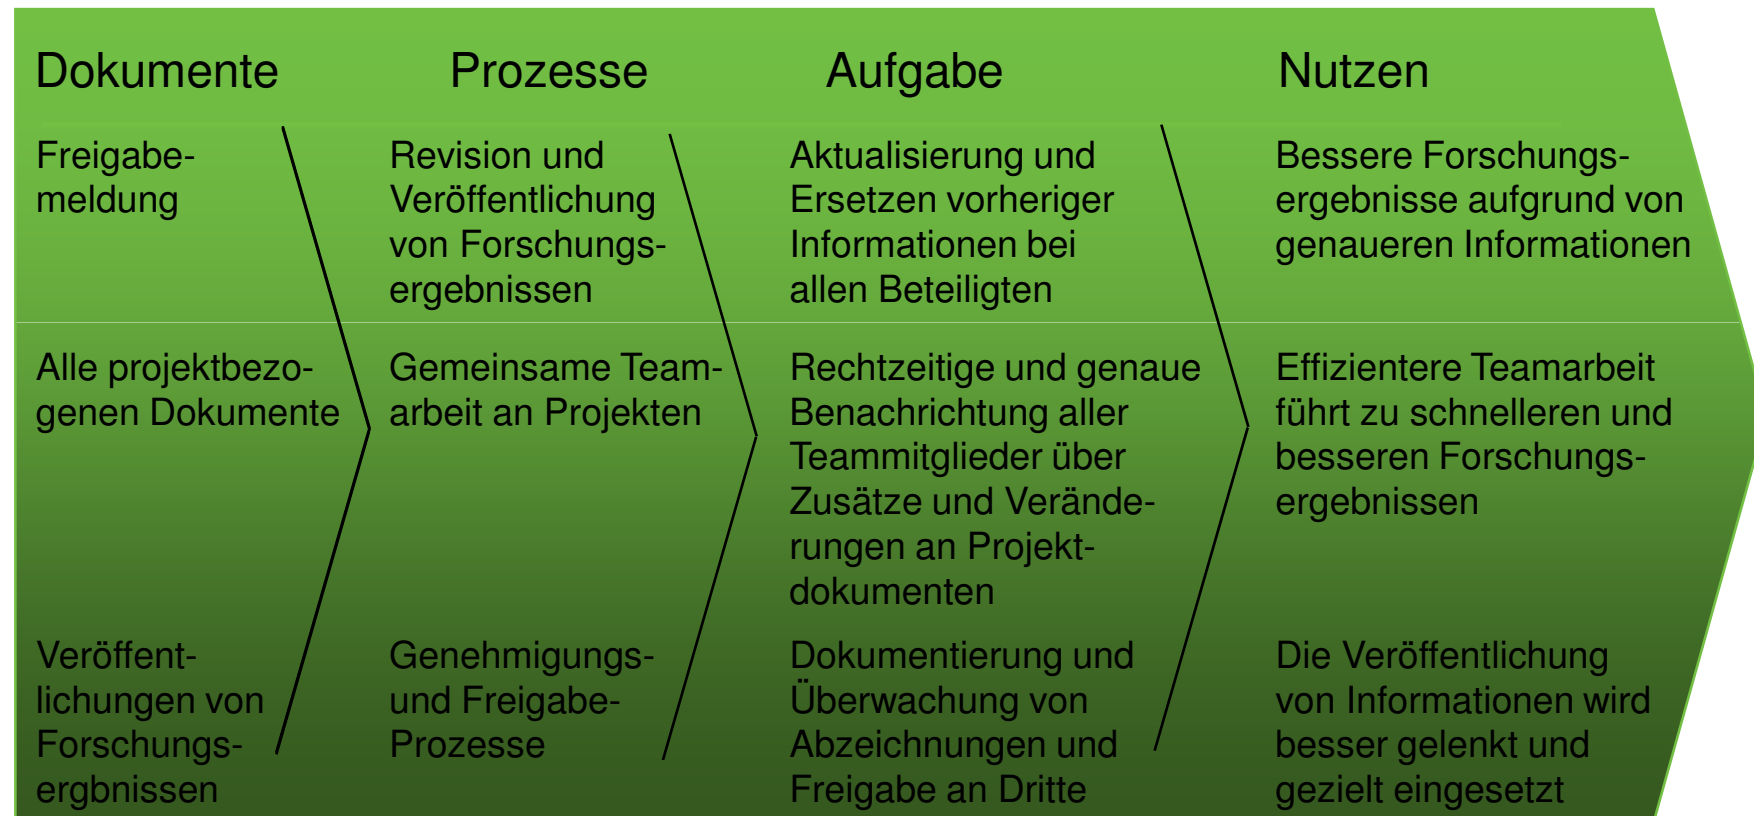 Dokumente Prozesse Aufgabe Nutzen
Freigabe-
meldung
Revision und
Veröffentlichung
von Forschungs-
ergebnissen
Aktualisierung und
Ersetzen vorheriger
Informationen bei
allen Beteiligten
Bessere Forschungs-
ergebnisse aufgrund von
genaueren Informationen
Alle projektbezo-
genen Dokumente
Gemeinsame Team-
arbeit an Projekten
Rechtzeitige und genaue
Benachrichtung aller
Teammitglieder über
Zusätze und Verände-
rungen an Projekt-
dokumenten
Effizientere Teamarbeit
führt zu schnelleren und
besseren Forschungs-
ergebnissen
Veröffent-
lichungen von
Forschungs-
ergbnissen
Genehmigungs-
und Freigabe-
Prozesse
Dokumentierung und
Überwachung von
Abzeichnungen und
Freigabe an Dritte
Die Veröffentlichung
von Informationen wird
besser gelenkt und
gezielt eingesetzt